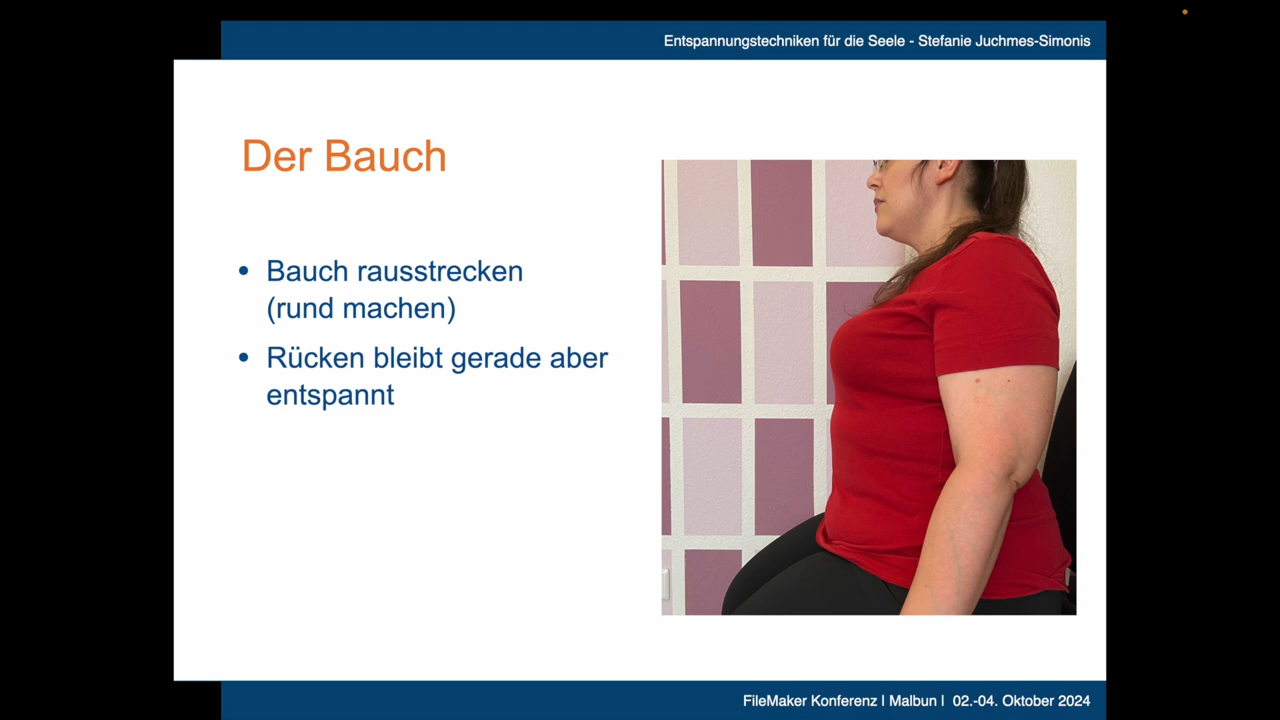 Entspannungstechniken für die Seele - Stefanie Juchmes-Simonis
Der Bauch
• Bauch rausstrecken
(rund machen)
• Rücken bleibt gerade aber
entspannt
FileMaker Konferenz | Malbun | 02.-04. Oktober 2024